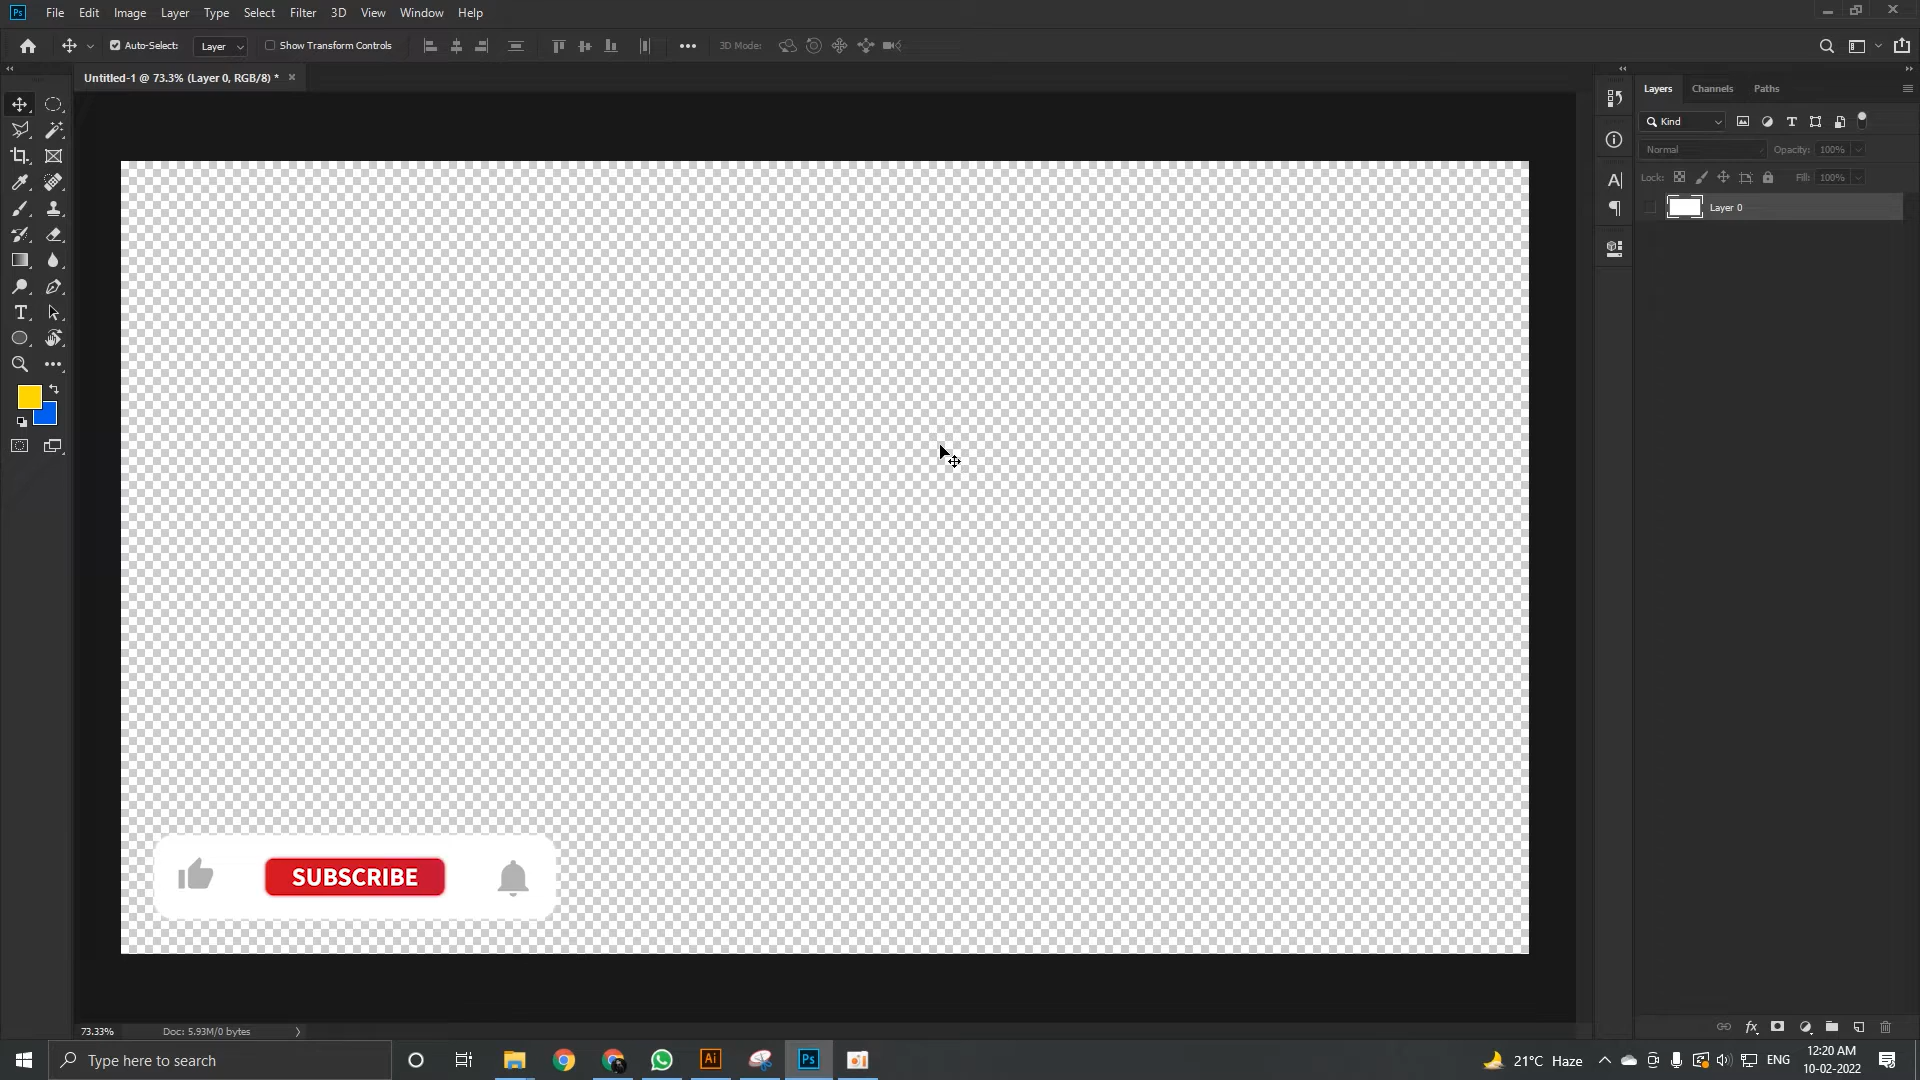 Ps File Edit Image Layer Type Select Filter 3D View Window Help
Auto-Select: Layer Show Transform Controls 3D Mode:
Untitled-1 @ 73.3% (Layer 0, RGB/8) * ×
Layers Channels Paths
Kind
Normal Opacity: 100%
Lock: Fill: 100%
Layer 0
SUBSCRIBE
73.33% Doc: 5.93M/0 bytes
Type here to search
Ai Ps
21°C Haze ENG
12:20 AM
10-02-2022